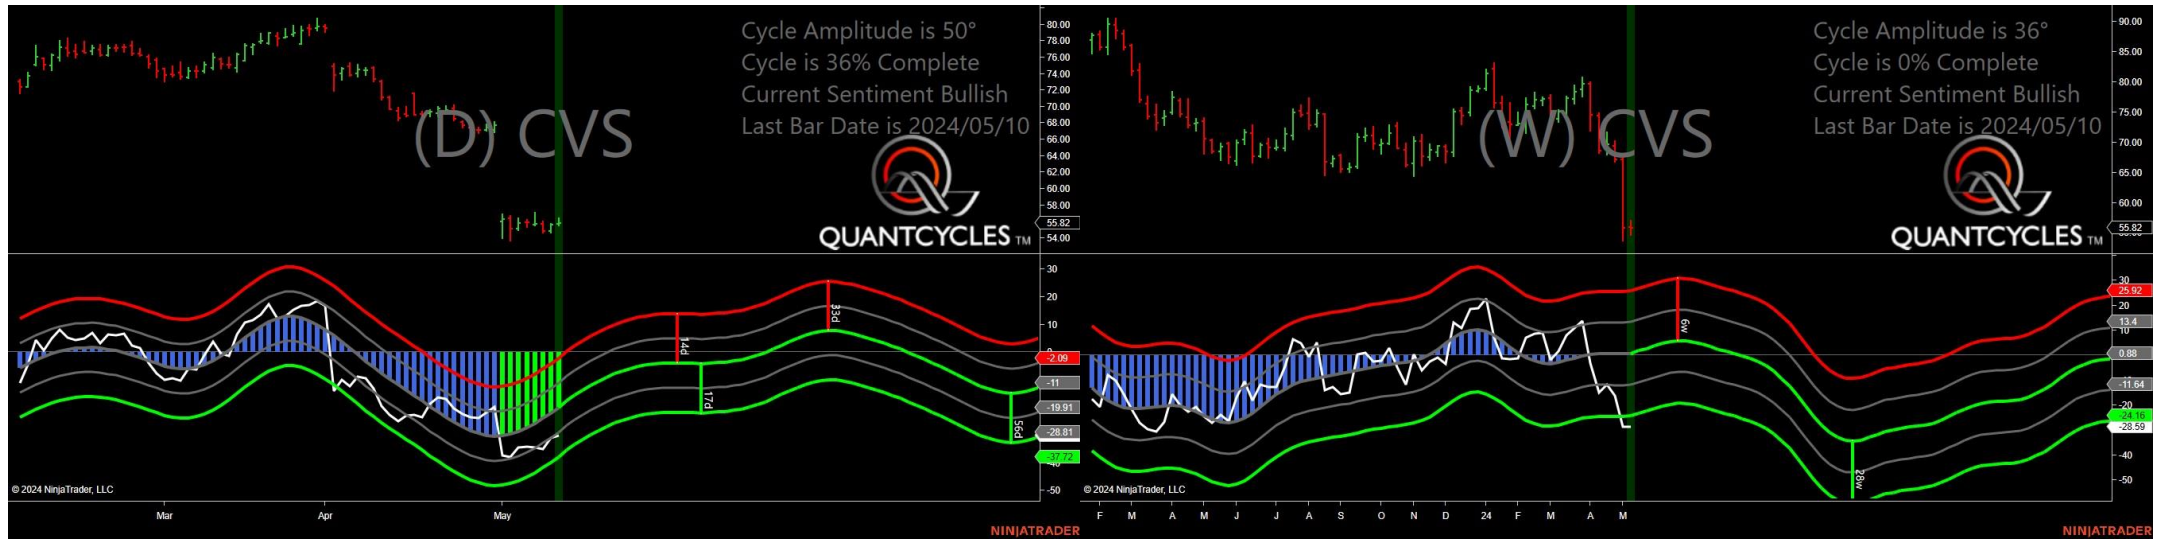 Cycle Amplitude is 50°
Cycle is 36% Complete
Current Sentiment Bullish
Last Bar Date is 2024/05/10
(D) CVS
QUANTCYCLES TM
80.00
78.00
76.00
74.00
72.00
70.00
68.00
66.00
64.00
62.00
60.00
58.00
55.82
54.00
30
20
10
0
-2.09
-11
-19.91
-28.81
-37.72
-40
-50
14d
17d
33d
56d
© 2024 NinjaTrader, LLC
Mar
Apr
May
NINJATRADER
Cycle Amplitude is 36°
Cycle is 0% Complete
Current Sentiment Bullish
Last Bar Date is 2024/05/10
(W) CVS
QUANTCYCLES TM
90.00
85.00
80.00
75.00
70.00
65.00
60.00
55.82
30
25.92
20
13.4
10
0.88
-11.64
-20
-24.16
-28.59
-40
-50
6w
28w
© 2024 NinjaTrader, LLC
F M A M J J A S O N D 24 F M A M
NINJATRADER